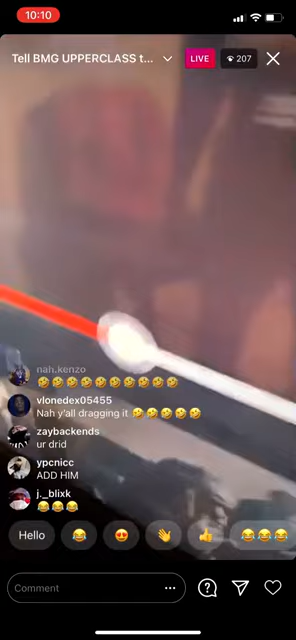 10:10
Tell BMG UPPERCLASS t...
LIVE
207
nah.kenzo
🤣🤣🤣🤣🤣🤣🤣🤣🤣🤣
vlonedex05455
Nah y'all dragging it 🤣🤣🤣🤣🤣
zaybackends
ur drid
ypcnicc
ADD HIM
j._blixk
😂😂😂
Hello 😂 😍 👋 👍 😂😂😂
Comment